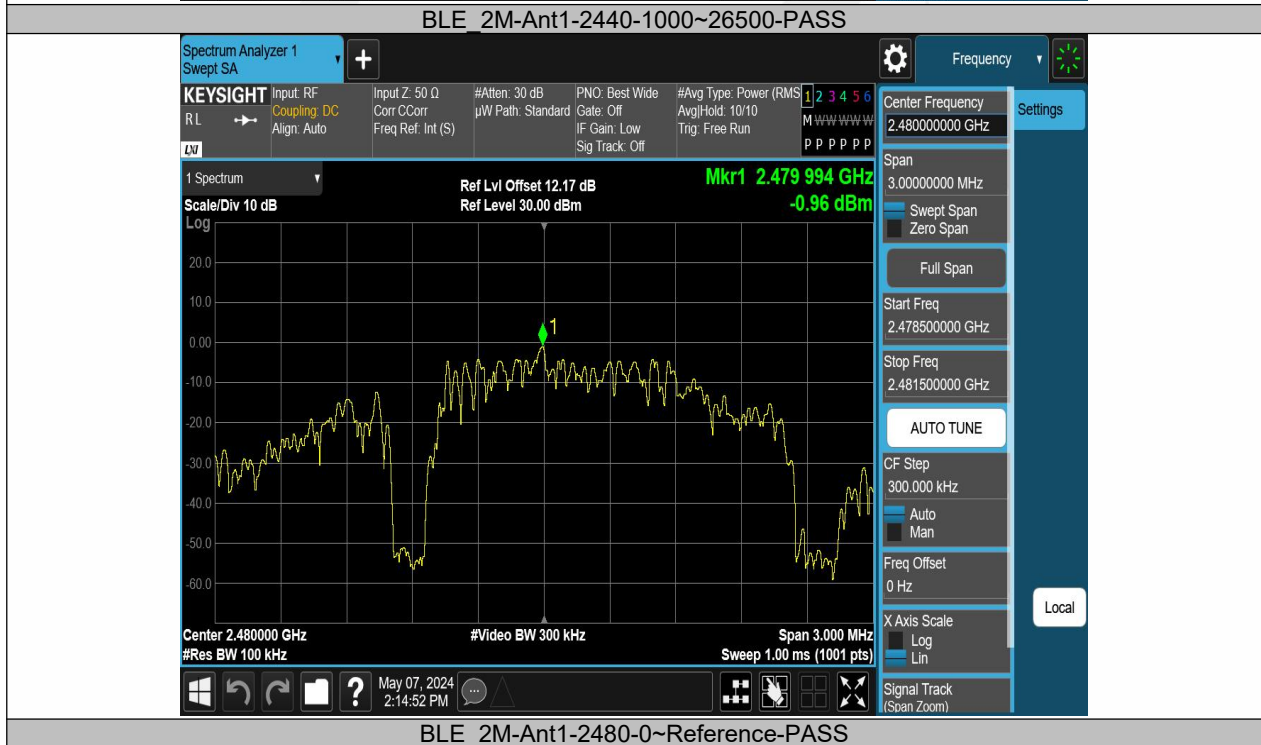 BLE_2M-Ant1-2440-1000~26500-PASS
Spectrum Analyzer 1
Swept SA
+
Frequency
KEYSIGHT
RL
LXI
Input: RF
Coupling: DC
Align: Auto
Input Z: 50 Ω
Corr CCorr
Freq Ref: Int (S)
#Atten: 30 dB
µW Path: Standard
PNO: Best Wide
Gate: Off
IF Gain: Low
Sig Track: Off
#Avg Type: Power (RMS
Avg|Hold: 10/10
Trig: Free Run
1 2 3 4 5 6
M W W W W W
P P P P P P
Center Frequency
2.480000000 GHz
Settings
Span
3.00000000 MHz
Swept Span
Zero Span
Full Span
Start Freq
2.478500000 GHz
Stop Freq
2.481500000 GHz
AUTO TUNE
CF Step
300.000 kHz
Auto
Man
Freq Offset
0 Hz
X Axis Scale
Log
Lin
Signal Track
(Span Zoom)
Local
1 Spectrum
Scale/Div 10 dB
Log
Ref Lvl Offset 12.17 dB
Ref Level 30.00 dBm
Mkr1 2.479 994 GHz
-0.96 dBm
20.0
10.0
1
0.00
-10.0
-20.0
-30.0
-40.0
-50.0
-60.0
Center 2.480000 GHz
#Res BW 100 kHz
#Video BW 300 kHz
Span 3.000 MHz
Sweep 1.00 ms (1001 pts)
?
May 07, 2024
2:14:52 PM
BLE_2M-Ant1-2480-0~Reference-PASS